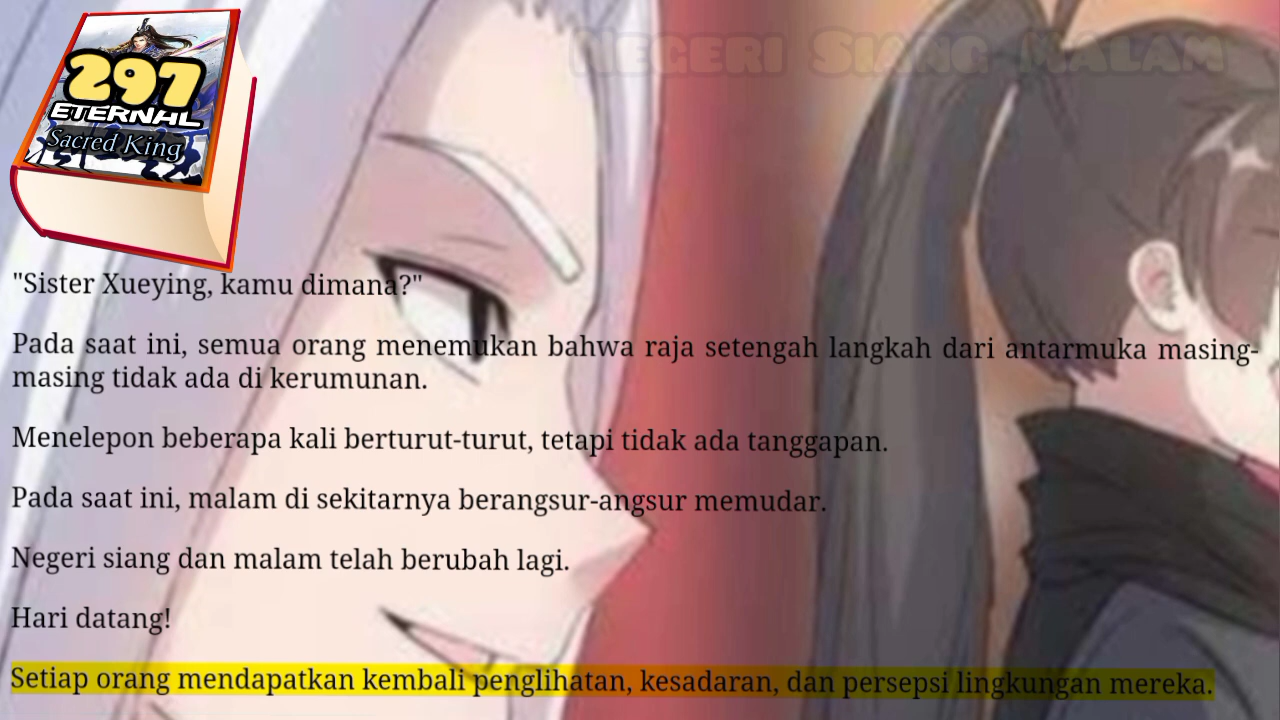 Negeri Siang Malam
297
ETERNAL
Sacred King
"Sister Xueying, kamu dimana?"
Pada saat ini, semua orang menemukan bahwa raja setengah langkah dari antarmuka masing-
masing tidak ada di kerumunan.
Menelepon beberapa kali berturut-turut, tetapi tidak ada tanggapan.
Pada saat ini, malam di sekitarnya berangsur-angsur memudar.
Negeri siang dan malam telah berubah lagi.
Hari datang!
Setiap orang mendapatkan kembali penglihatan, kesadaran, dan persepsi lingkungan mereka.